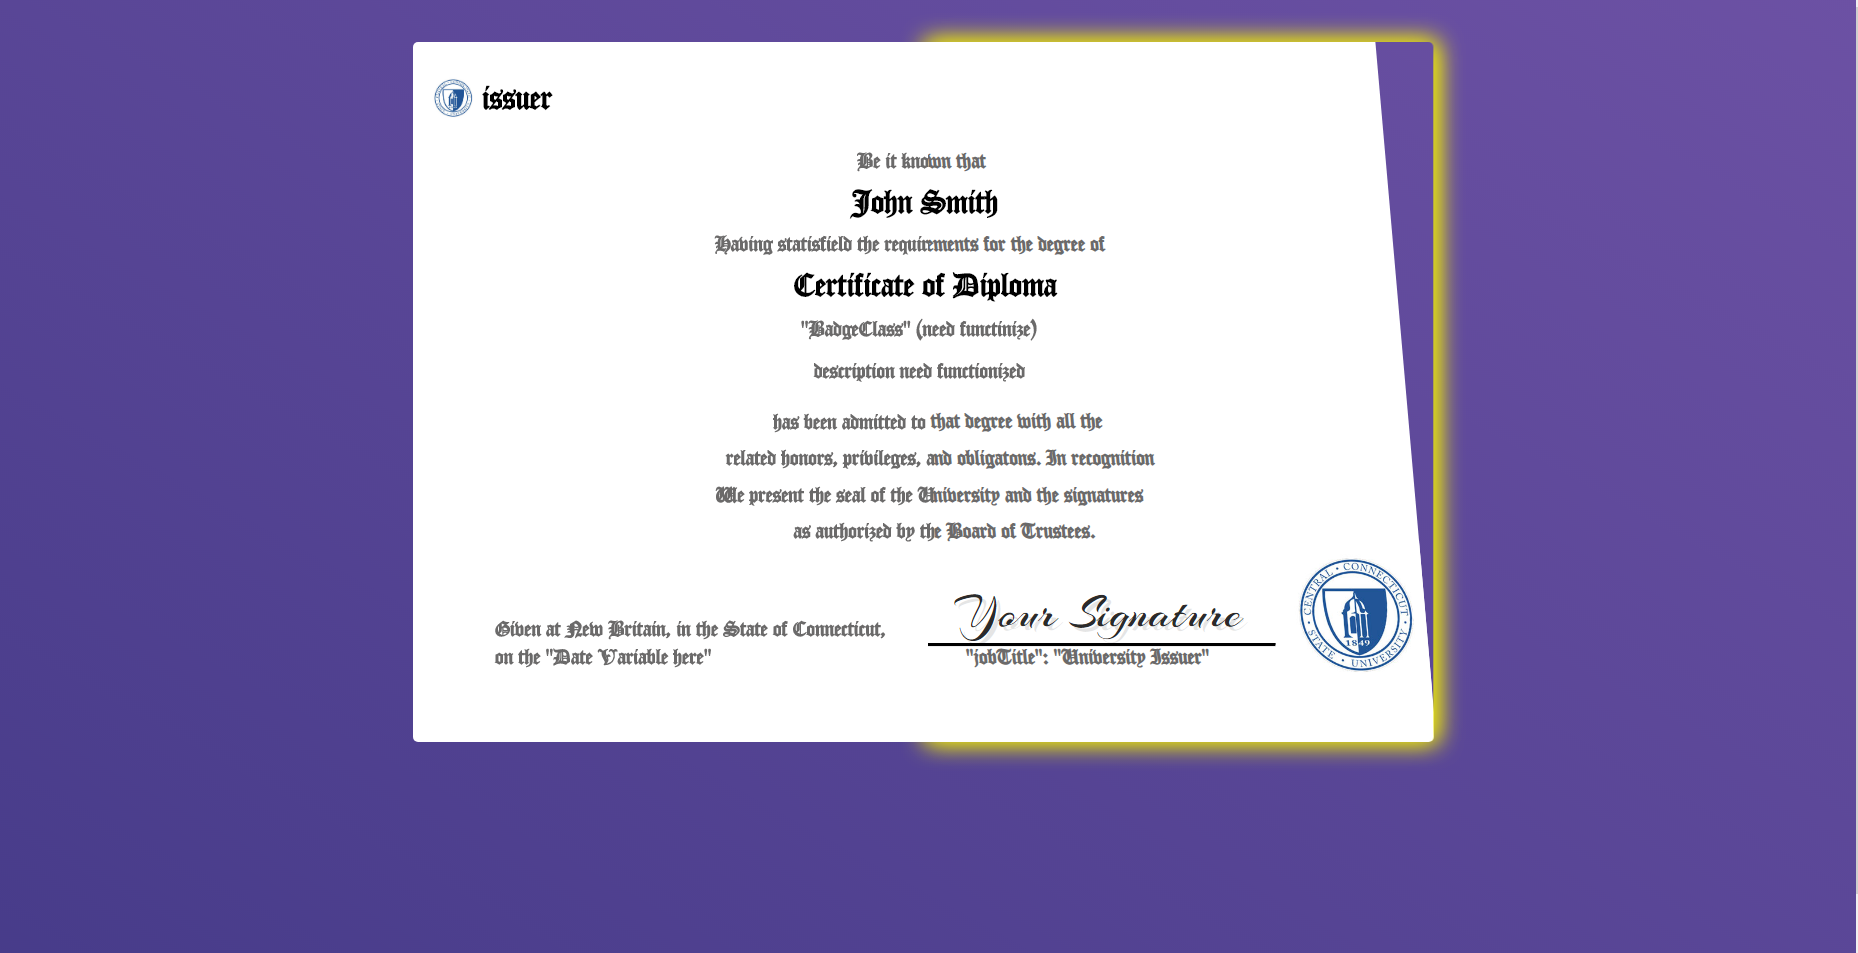 issuer
Be it known that
John Smith
Having statisfield the requirments for the degree of
Certificate of Diploma
"BadgeClass" (need functinize)
description need functionized
has been admitted to that degree with all the
related honors, privileges, and obligatons. In recognition
We present the seal of the University and the signatures
as authorized by the Board of Trustees.
Given at New Britain, in the State of Connecticut,
on the "Date Variable here"
Your Signature
"jobTitle": "University Issuer"
CENTRAL • CONNECTICUT • STATE • UNIVERSITY
1849